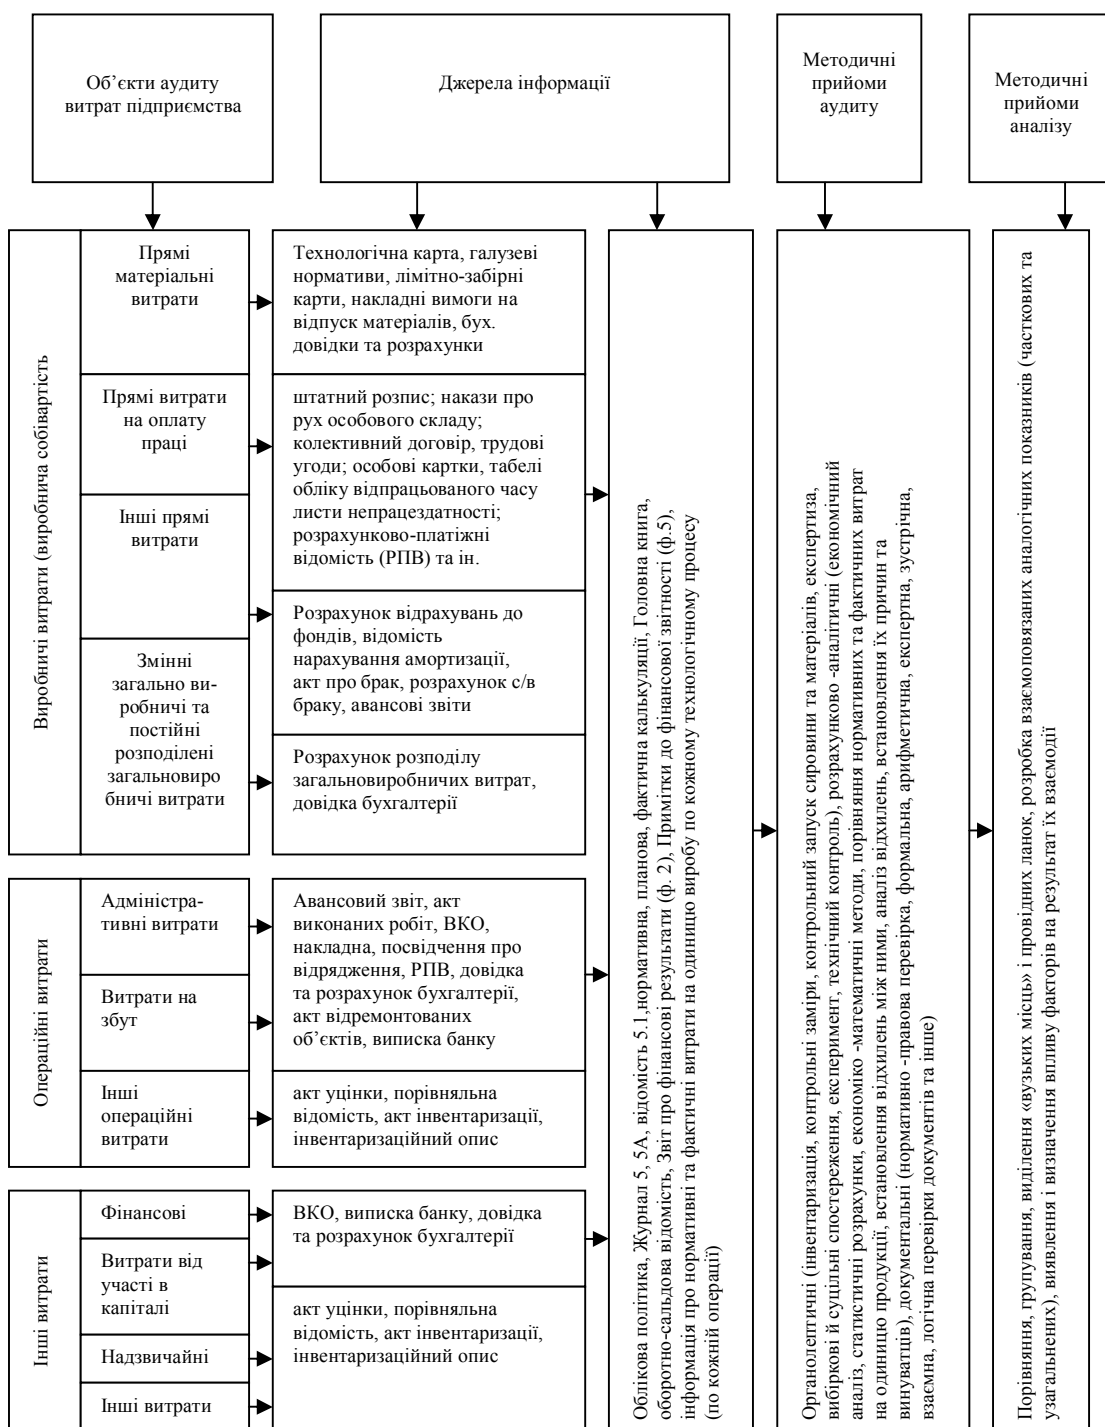 Об’єкти аудиту
витрат підприємства
Джерела інформації
Методичні
прийоми
аудиту
Методичні
прийоми
аналізу
Виробничі витрати (виробнича собівартість
Прямі
матеріальні
витрати
Технологічна карта, галузеві
нормативи, лімітно-забірні
карти, накладні вимоги на
відпуск матеріалів, бух.
довідки та розрахунки
Прямі витрати
на оплату
праці
штатний розпис; накази про
рух особового складу;
колективний договір, трудові
угоди; особові картки, табелі
обліку відпрацьованого часу
листи непрацездатності;
розрахунково-платіжні
відомість (РПВ) та ін.
Інші прямі
витрати
Розрахунок відрахувань до
фондів, відомість
нарахування амортизації,
акт про брак, розрахунок с/в
браку, авансові звіти
Змінні
загально ви-
робничі та
постійні
розподілені
загальновиро
бничі витрати
Розрахунок розподілу
загальновиробничих витрат,
довідка бухгалтерії
Операційні витрати
Адміністра-
тивні витрати
Авансовий звіт, акт
виконаних робіт, ВКО,
накладна, посвідчення про
відрядження, РПВ, довідка
та розрахунок бухгалтерії,
акт відремонтованих
об’єктів, виписка банку
Витрати на
збут
Інші
операційні
витрати
акт уцінки, порівняльна
відомість, акт інвентаризації,
інвентаризаційний опис
Інші витрати
Фінансові
ВКО, виписка банку, довідка
та розрахунок бухгалтерії
Витрати від
участі в
капіталі
акт уцінки, порівняльна
відомість, акт інвентаризації,
інвентаризаційний опис
Надзвичайні
Інші витрати
Облікова політика, Журнал 5, 5А, відомість 5.1,нормативна, планова, фактична калькуляції, Головна книга,
оборотно-сальдова відомість, Звіт про фінансові результати (ф. 2), Примітки до фінансової звітності (ф.5),
інформація про нормативні та фактичні витрати на одиницю виробу по кожному технологічному процесу
(по кожній операції)
Органолептичні (інвентаризація, контрольні заміри, контрольний запуск сировини та матеріалів, експертиза,
вибіркові й суцільні спостереження, експеримент, технічний контроль), розрахунково -аналітичні (економічний
аналіз, статистичні розрахунки, економіко -математичні методи, порівняння нормативних та фактичних витрат
на одиницю продукції, встановлення відхилень між ними, аналіз відхилень, встановлення їх причин та
винуватців), документальні (нормативно -правова перевірка, формальна, арифметична, експертна, зустрічна,
взаємна, логічна перевірки документів та інше)
Порівняння, групування, виділення «вузьких місць» і провідних ланок, розробка взаємоповязаних аналогічних показників (часткових та
узагальнених), виявлення і визначення впливу факторів на результат їх взаємодії